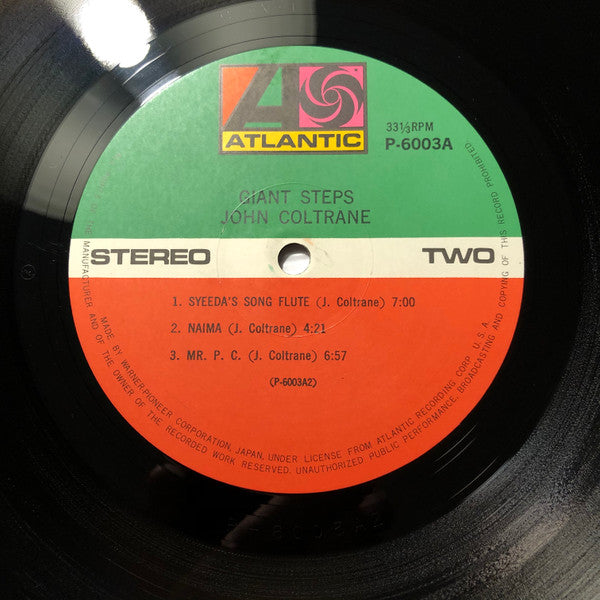 ATLANTIC
33⅓RPM
P-6003A
GIANT STEPS
JOHN COLTRANE
STEREO
TWO
1. SYEEDA'S SONG FLUTE (J. Coltrane) 7:00
2. NAIMA (J. Coltrane) 4:21
3. MR. P. C. (J. Coltrane) 6:57
(P-6003A2)
MADE BY WARNER-PIONEER CORPORATION, JAPAN, UNDER LICENSE FROM ATLANTIC RECORDING CORP., U. S. A.
OF THE MANUFACTURER AND OF THE OWNER OF THE RECORDED WORK RESERVED. UNAUTHORIZED PUBLIC PERFORMANCE, BROADCASTING AND COPYING OF THIS RECORD PROHIBITED.